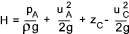 H = p_A/ρg + u_A^2/2g + z_C - u_C^2/2g